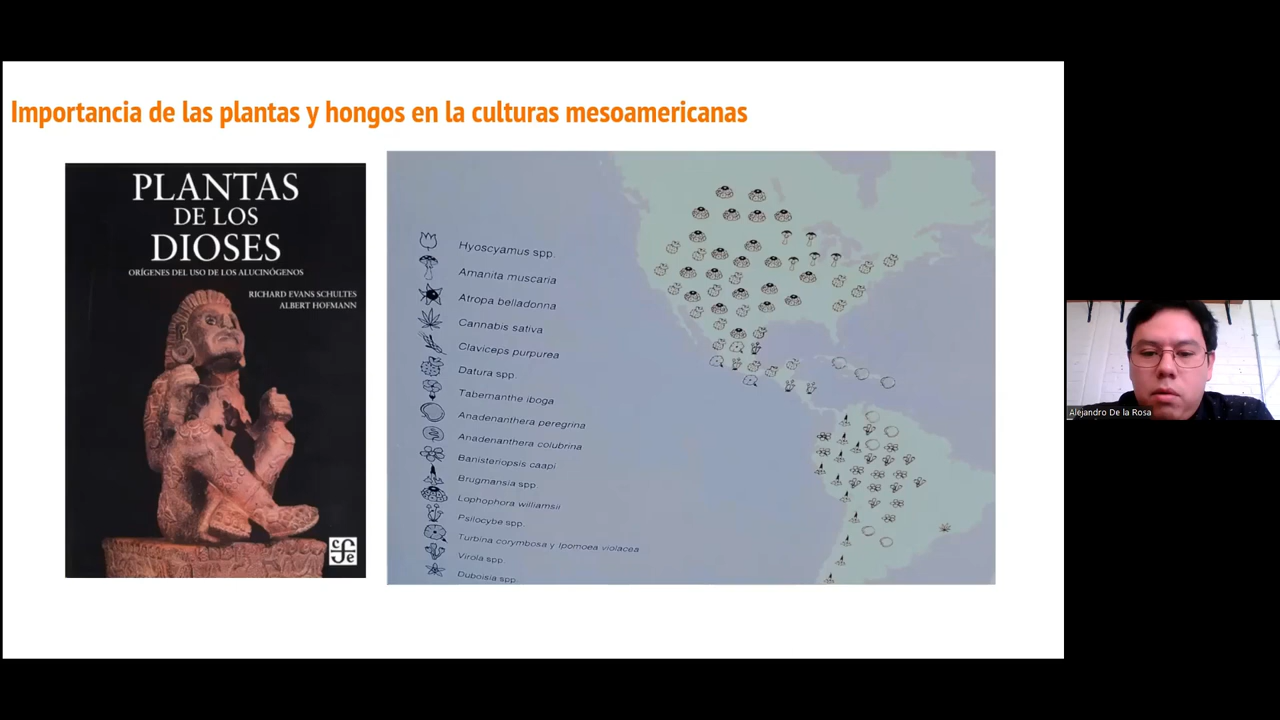 Importancia de las plantas y hongos en la culturas mesoamericanas
PLANTAS
DE LOS
DIOSES
ORÍGENES DEL USO DE LOS ALUCINÓGENOS
RICHARD EVANS SCHULTES
ALBERT HOFMANN
cfe
Hyoscyamus spp.
Amanita muscaria
Atropa belladonna
Cannabis sativa
Claviceps purpurea
Datura spp.
Tabernanthe iboga
Anadenanthera peregrina
Anadenanthera colubrina
Banisteriopsis caapi
Brugmansia spp.
Lophophora williamsii
Psilocybe spp.
Turbina corymbosa y Ipomoea violacea
Virola spp.
Duboisia spp.
Alejandro De la Rosa